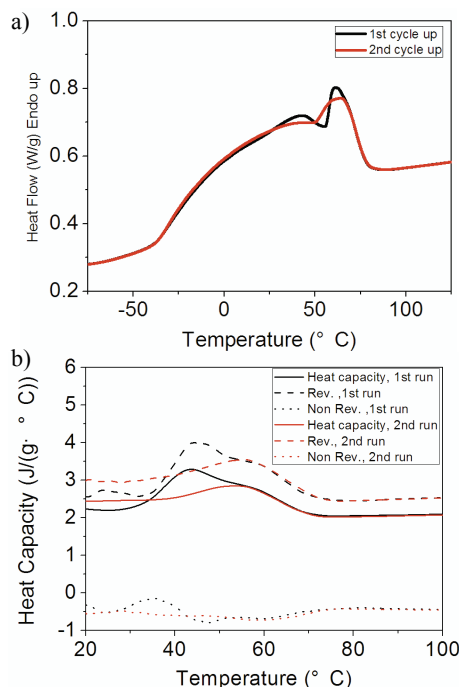 a)
1st cycle up
2nd cycle up
Heat Flow (W/g) Endo up
1.0
0.8
0.6
0.4
0.2
-50
0
50
100
Temperature (° C)
b)
Heat capacity, 1st run
Rev. ,1st run
Non Rev. ,1st run
Heat capacity, 2nd run
Rev., 2nd run
Non Rev., 2nd run
Heat Capacity (J/(g· ° C))
6
5
4
3
2
1
0
-1
20
40
60
80
100
Temperature (° C)